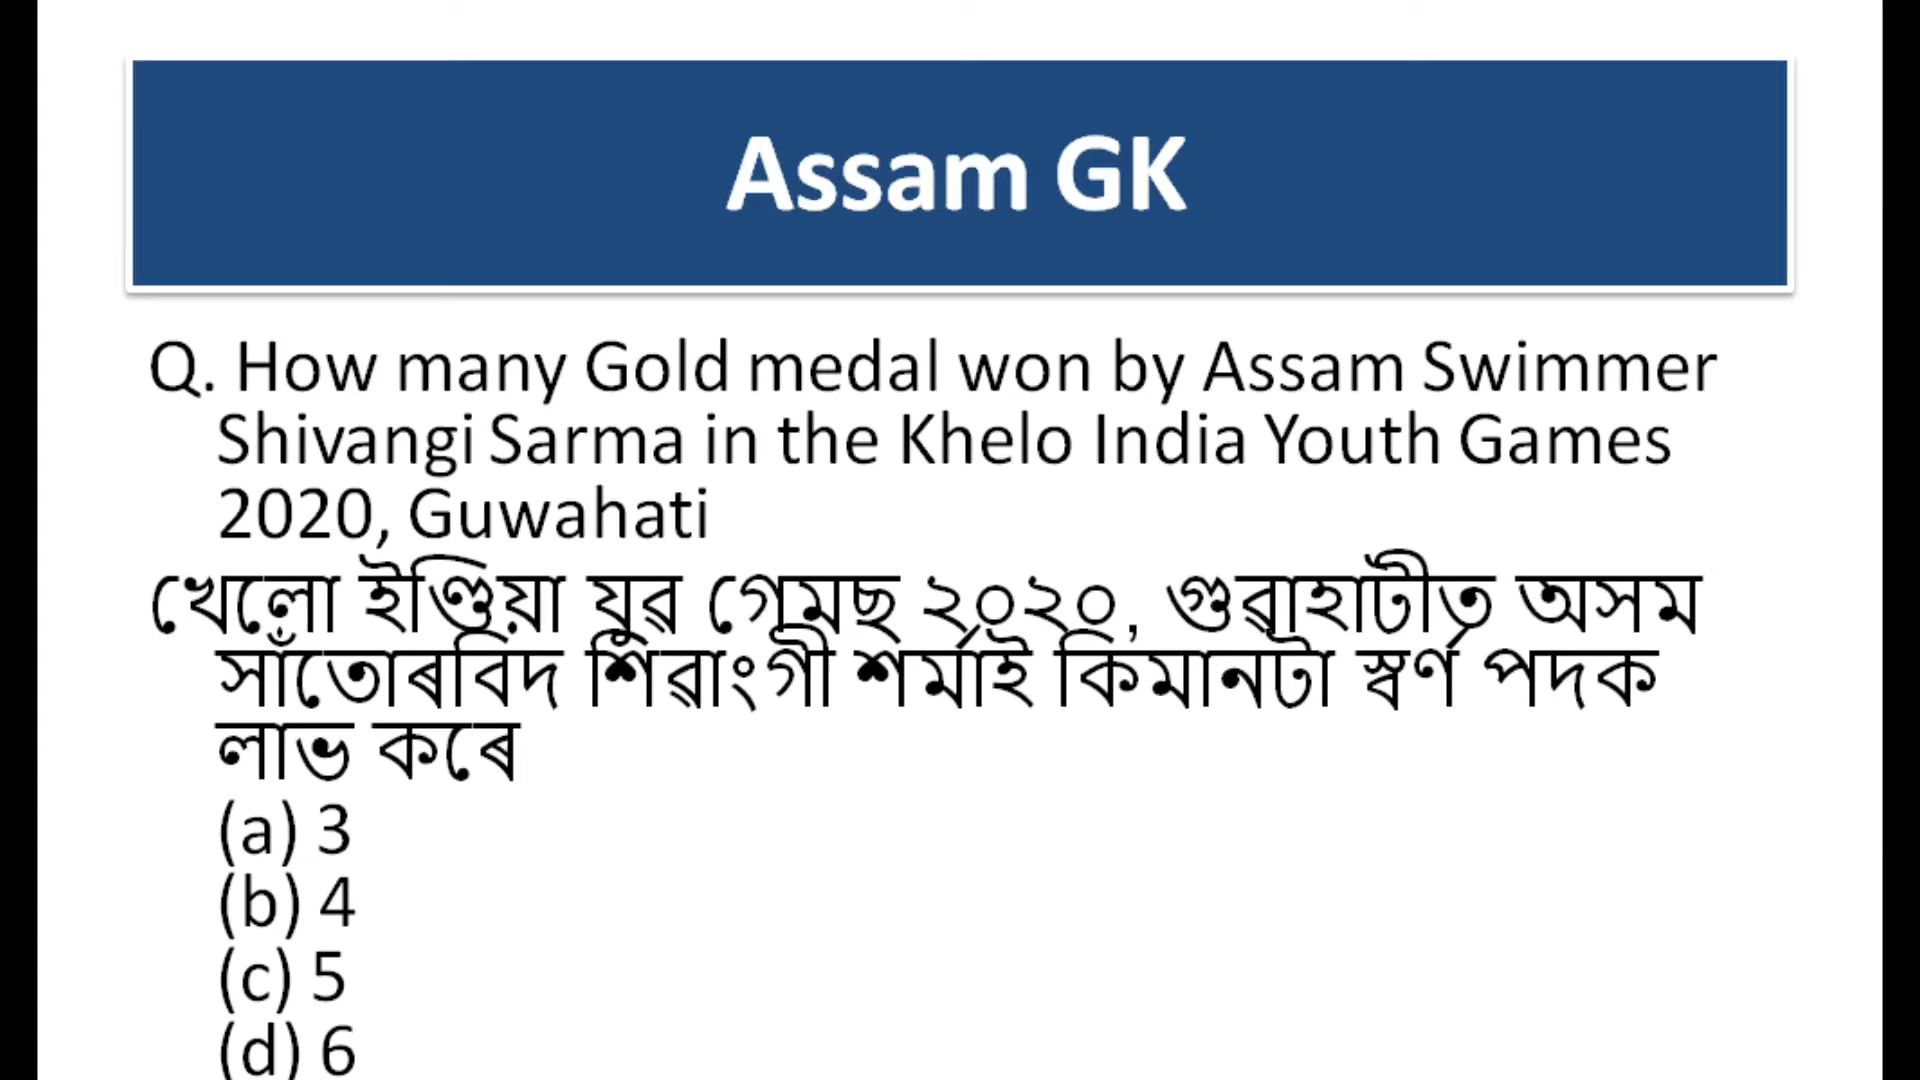 Assam GK
Q. How many Gold medal won by Assam Swimmer
Shivangi Sarma in the Khelo India Youth Games
2020, Guwahati
খেলো ইণ্ডিয়া যুৱ গেমছ ২০২০, গুৱাহাটীত অসম
সাঁতোৰবিদ শিৱাংগী শৰ্মাই কিমানটা স্বৰ্ণ পদক
লাভ কৰে
(a) 3
(b) 4
(c) 5
(d) 6